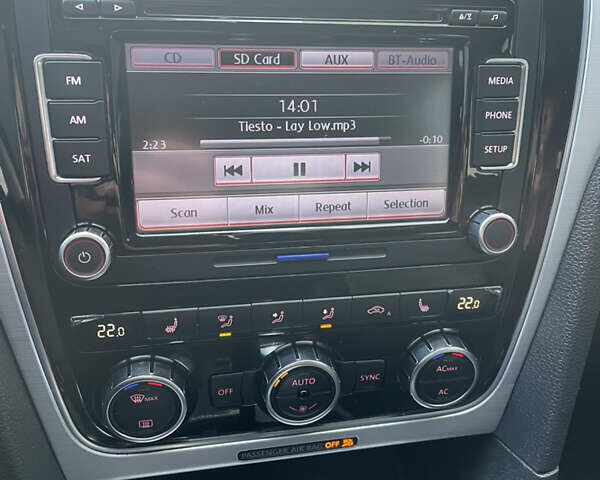 CD SD Card AUX BT-Audio
FM
AM
SAT
MEDIA
PHONE
SETUP
14:01
Tlesto - Lay Low.mp3
2:23 -0:10
Scan Mix Repeat Selection
22.0 22.0
A
MAX
OFF AUTO SYNC
AC MAX
AC
PASSENGER AIR BAG OFF